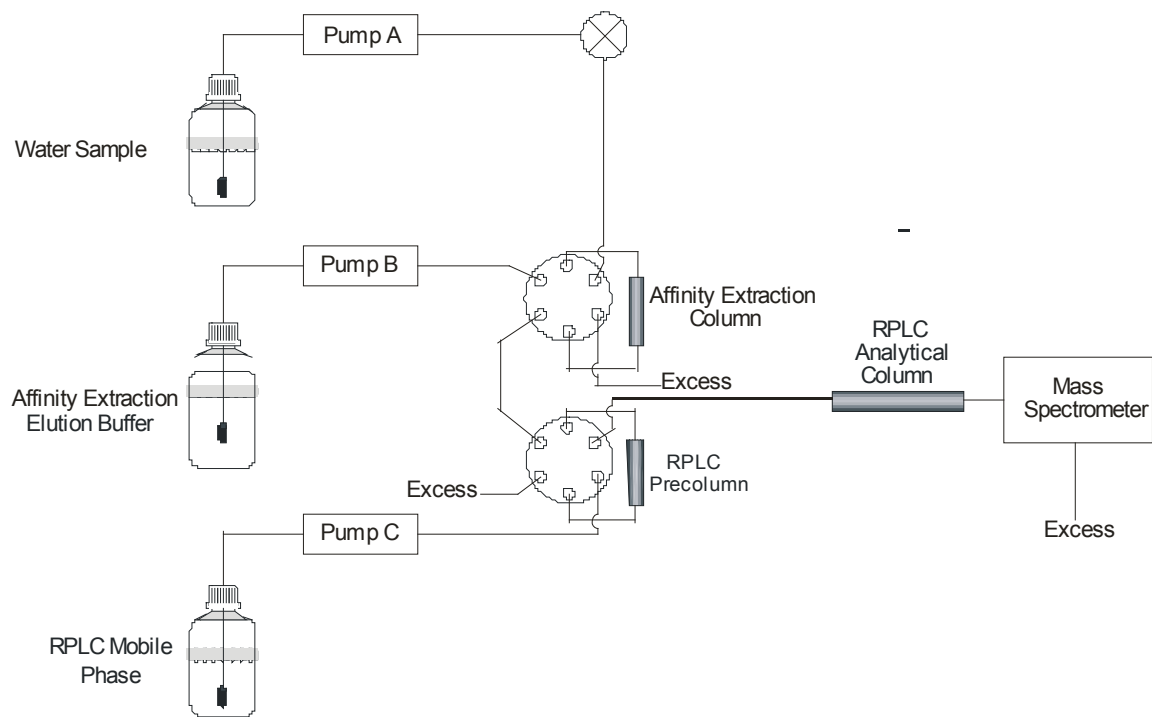 Pump A
Water Sample
Pump B
Affinity Extraction
Column
RPLC
Analytical
Column
Affinity Extraction
Elution Buffer
Excess
Mass
Spectrometer
RPLC
Precolumn
Excess
Pump C
Excess
RPLC Mobile
Phase